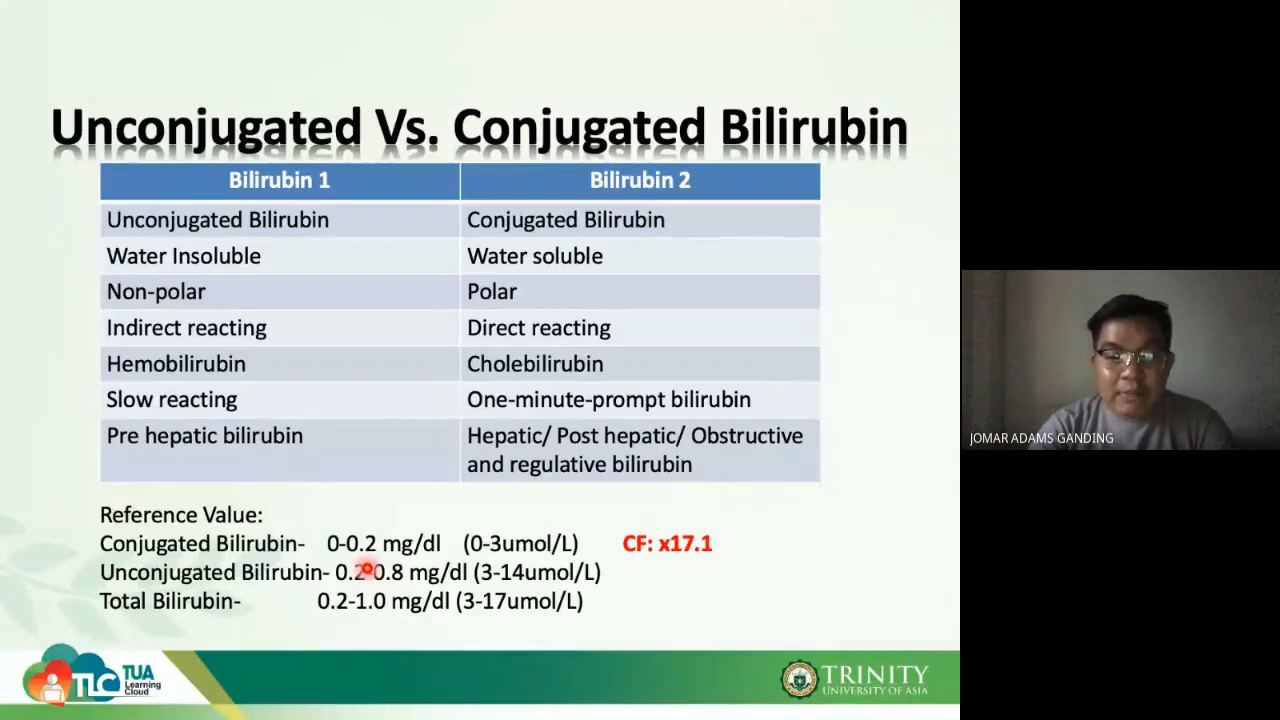 Unconjugated Vs. Conjugated Bilirubin
Bilirubin 1 Bilirubin 2
Unconjugated Bilirubin Conjugated Bilirubin
Water Insoluble Water soluble
Non-polar Polar
Indirect reacting Direct reacting
Hemobilirubin Cholebilirubin
Slow reacting One-minute-prompt bilirubin
Pre hepatic bilirubin Hepatic/ Post hepatic/ Obstructive
and regulative bilirubin
Reference Value:
Conjugated Bilirubin- 0-0.2 mg/dl (0-3umol/L) CF: x17.1
Unconjugated Bilirubin- 0.2-0.8 mg/dl (3-14umol/L)
Total Bilirubin- 0.2-1.0 mg/dl (3-17umol/L)
JOMAR ADAMS GANDING
TLC TUA
Learning
Cloud
TRINITY
UNIVERSITY OF ASIA